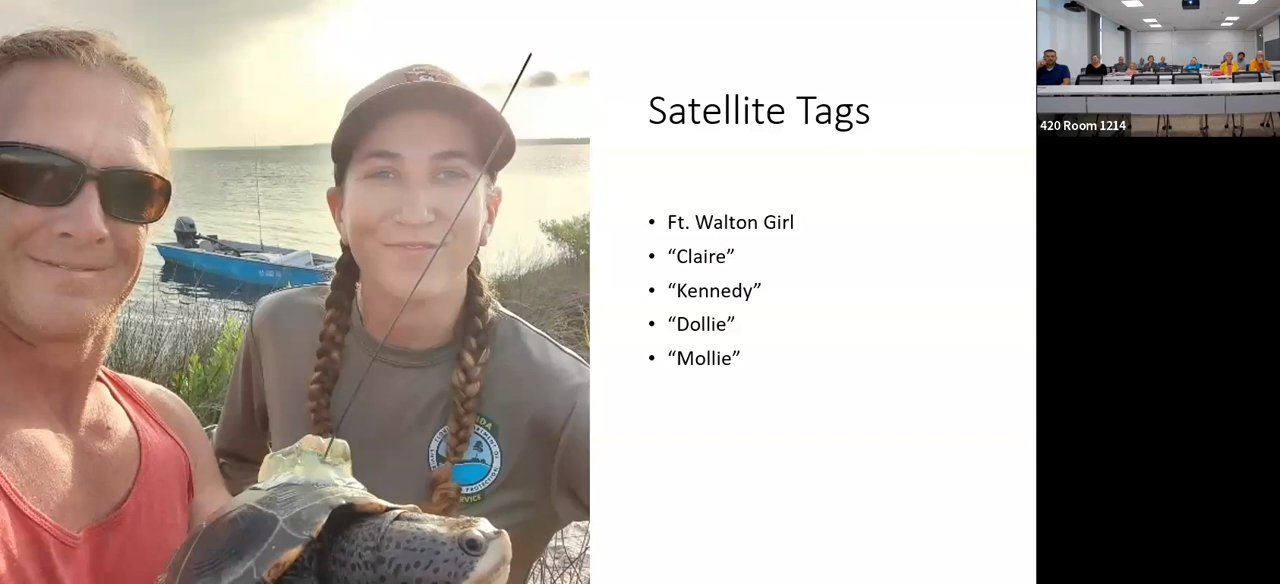 Satellite Tags
• Ft. Walton Girl
• “Claire”
• “Kennedy”
• “Dollie”
• “Mollie”
420 Room 1214